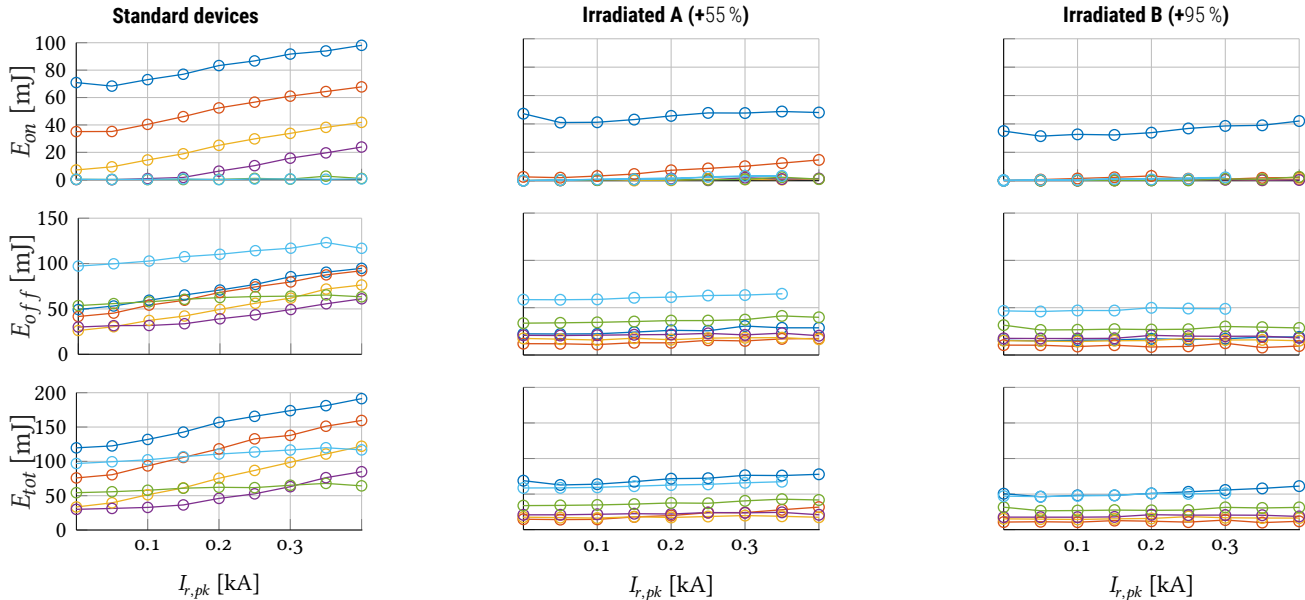 Standard devices
Irradiated A (+55 %)
Irradiated B (+95 %)
E_on [mJ]
100
80
60
40
20
0
E_off [mJ]
150
100
50
0
E_tot [mJ]
200
150
100
50
0
0.1 0.2 0.3
0.1 0.2 0.3
0.1 0.2 0.3
I_r,pk [kA]
I_r,pk [kA]
I_r,pk [kA]